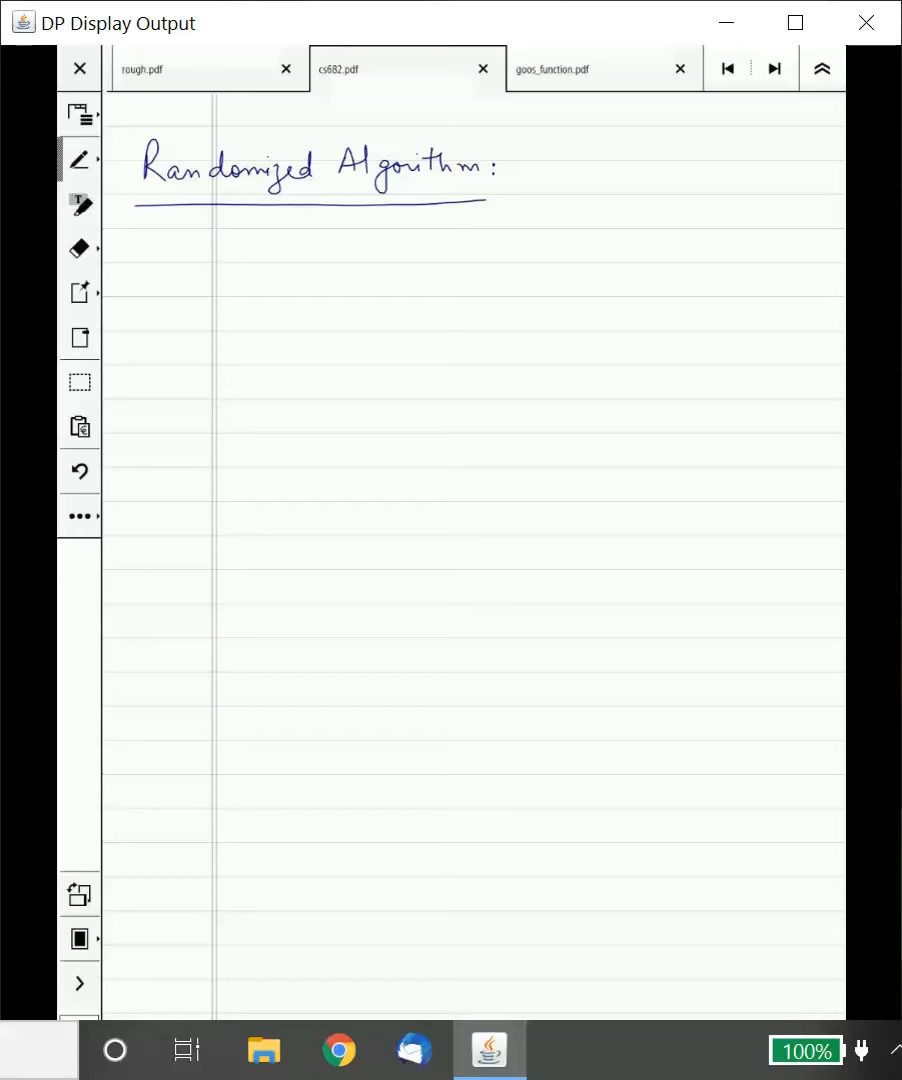 DP Display Output
rough.pdf cs682.pdf goos_function.pdf
Randomized Algorithm:
100%